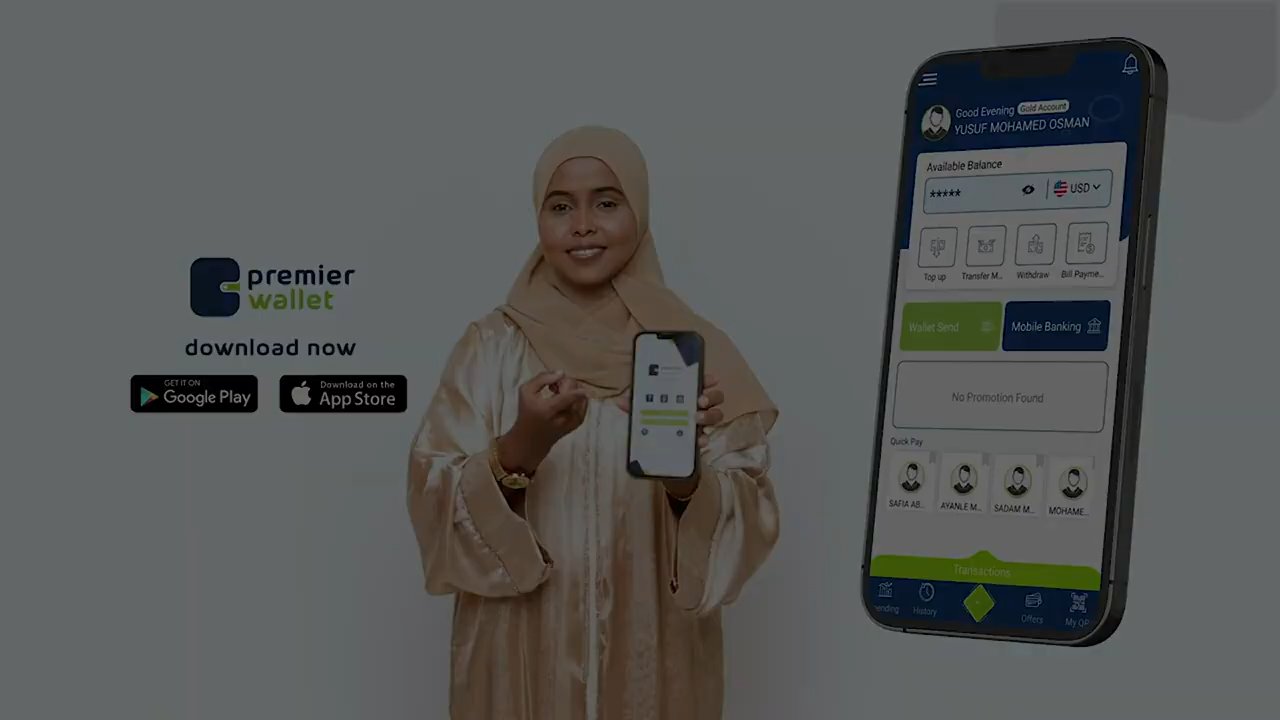 premier
wallet
download now
GET IT ON
Google Play
Download on the
App Store
Good Evening Gold Account
YUSUF MOHAMED OSMAN
Available Balance
***** USD
Top up Transfer M... Withdraw Bill Payme...
Wallet Send Mobile Banking
No Promotion Found
Quick Pay
SAFIA AB... AYANLE M... SADAM M... MOHAME...
Transactions
History Offers My QR